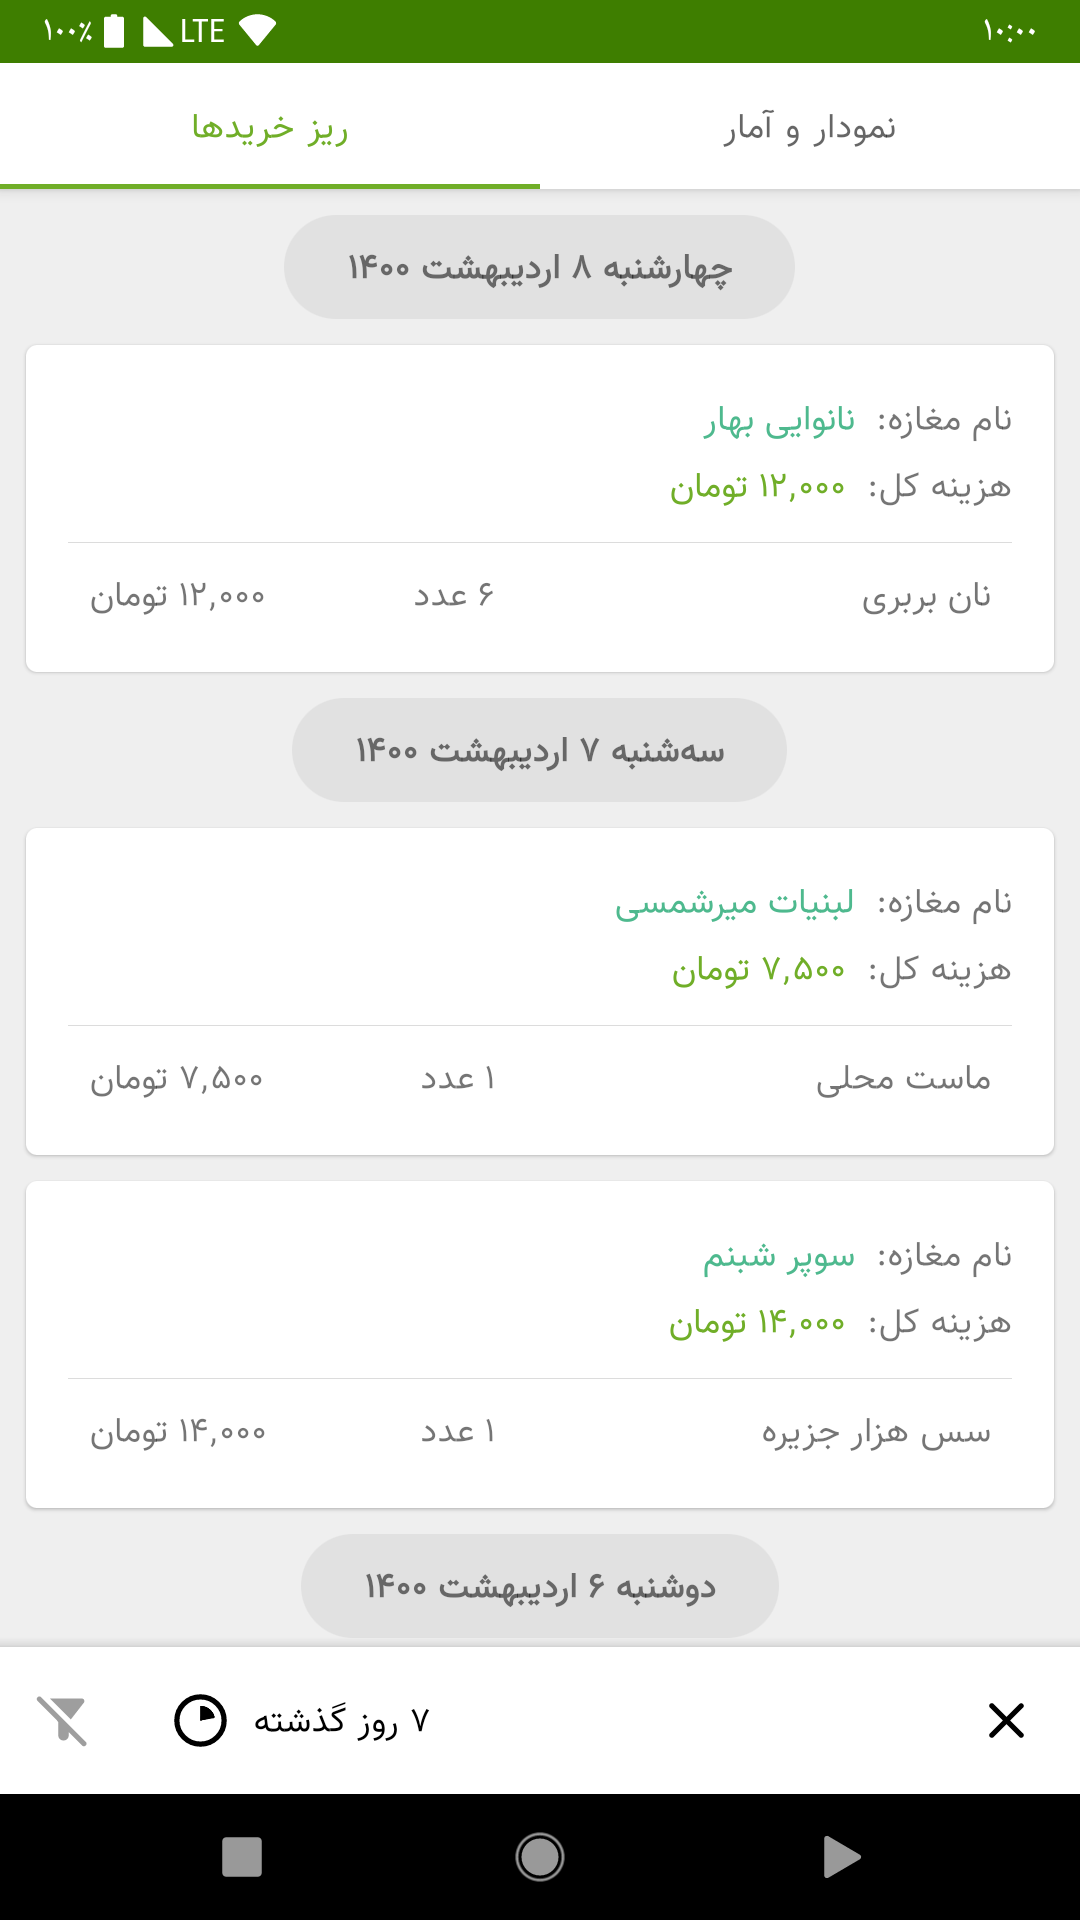 ۱۰:۰۰ LTE ۱۰۰٪
نمودار و آمار
ریز خریدها
چهارشنبه ۸ اردیبهشت ۱۴۰۰
نام مغازه: نانوایی بهار
هزینه کل: ۱۲,۰۰۰ تومان
نان بربری ۶ عدد ۱۲,۰۰۰ تومان
سه‌شنبه ۷ اردیبهشت ۱۴۰۰
نام مغازه: لبنیات میرشمسی
هزینه کل: ۷,۵۰۰ تومان
ماست محلی ۱ عدد ۷,۵۰۰ تومان
نام مغازه: سوپر شبنم
هزینه کل: ۱۴,۰۰۰ تومان
سس هزار جزیره ۱ عدد ۱۴,۰۰۰ تومان
دوشنبه ۶ اردیبهشت ۱۴۰۰
۷ روز گذشته